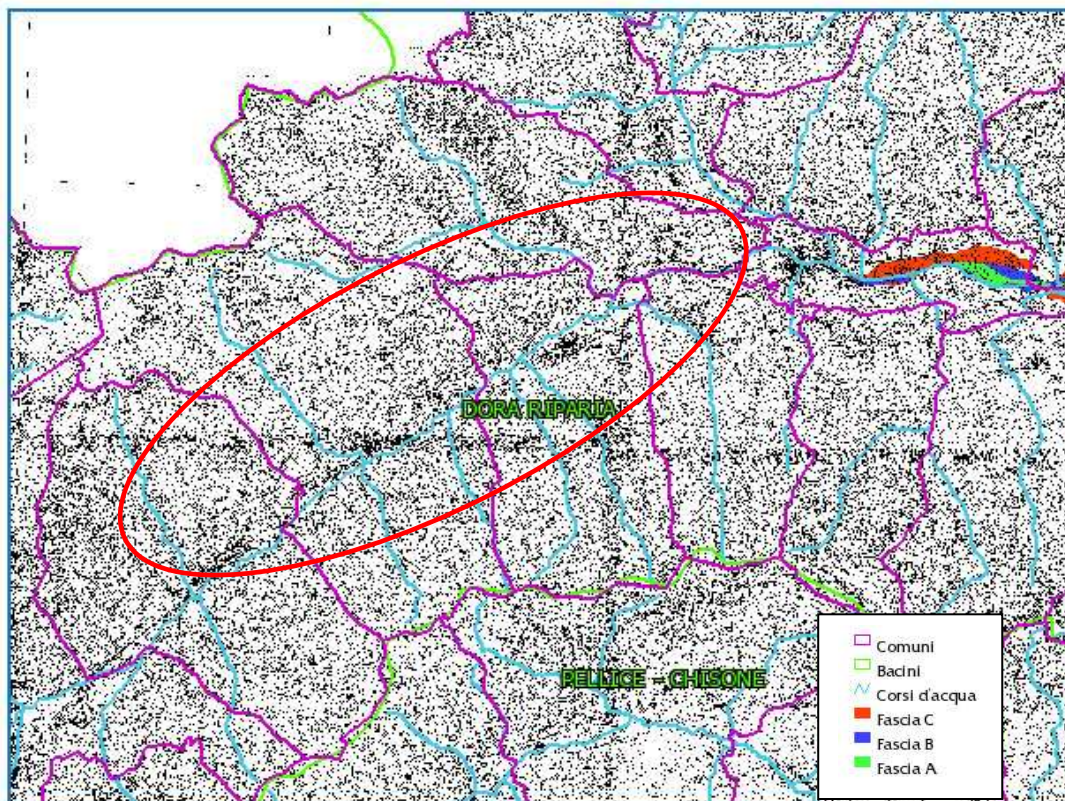 DORA RIPARIA
PELLICE - CHISONE
Comuni
Bacini
Corsi d'acqua
Fascia C
Fascia B
Fascia A